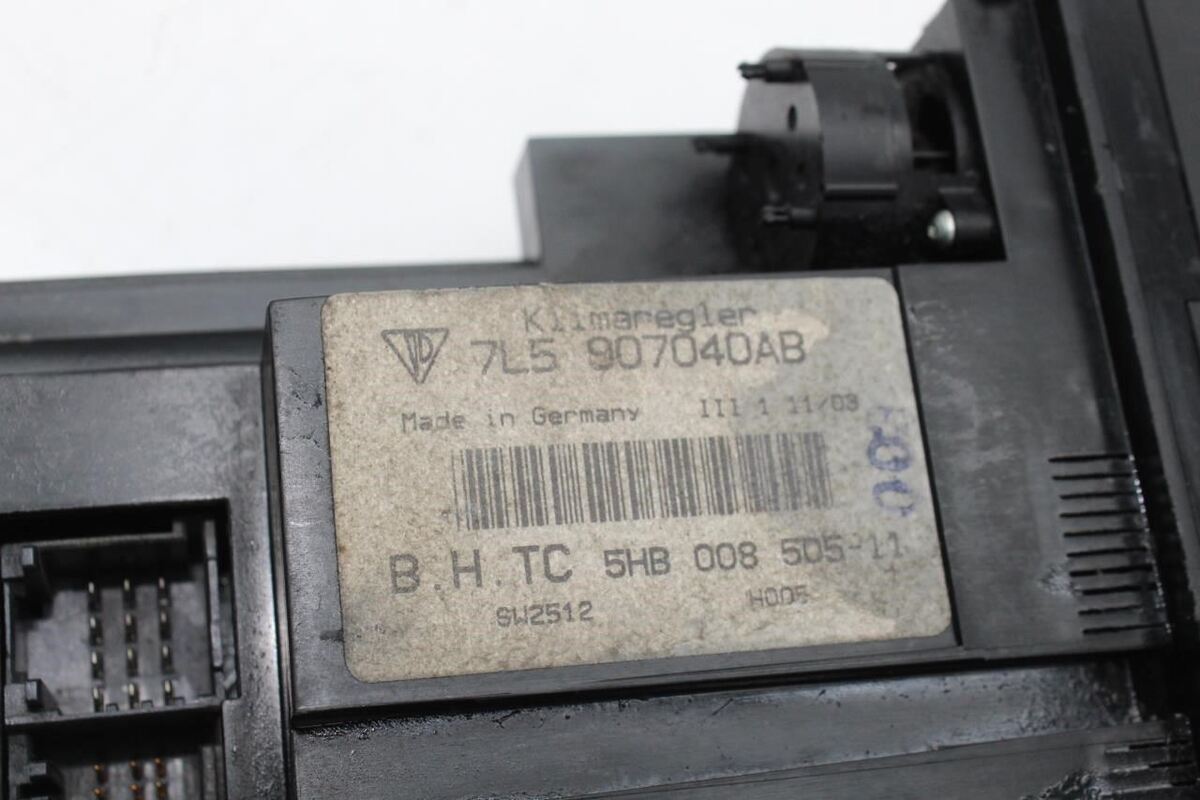 Klimaregler
7L5 907040AB
Made in Germany III 1 11/03
B.H.TC 5HB 008 505-11
SW2512 H005